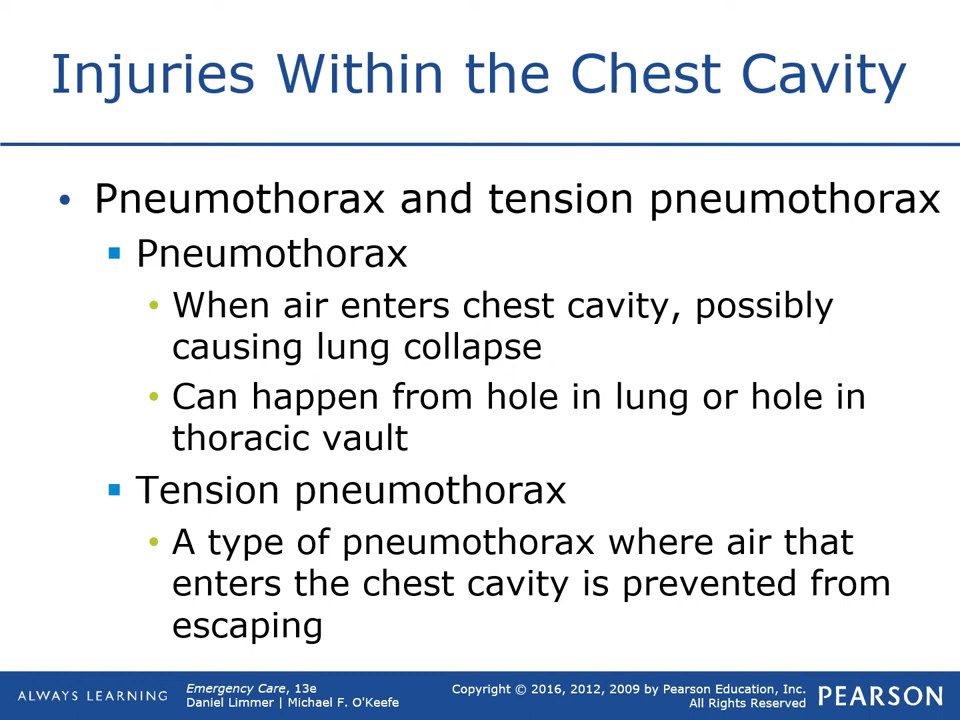 Injuries Within the Chest Cavity
• Pneumothorax and tension pneumothorax
▪ Pneumothorax
• When air enters chest cavity, possibly
causing lung collapse
• Can happen from hole in lung or hole in
thoracic vault
▪ Tension pneumothorax
• A type of pneumothorax where air that
enters the chest cavity is prevented from
escaping
ALWAYS LEARNING
Emergency Care, 13e
Daniel Limmer | Michael F. O'Keefe
Copyright © 2016, 2012, 2009 by Pearson Education, Inc.
All Rights Reserved
PEARSON